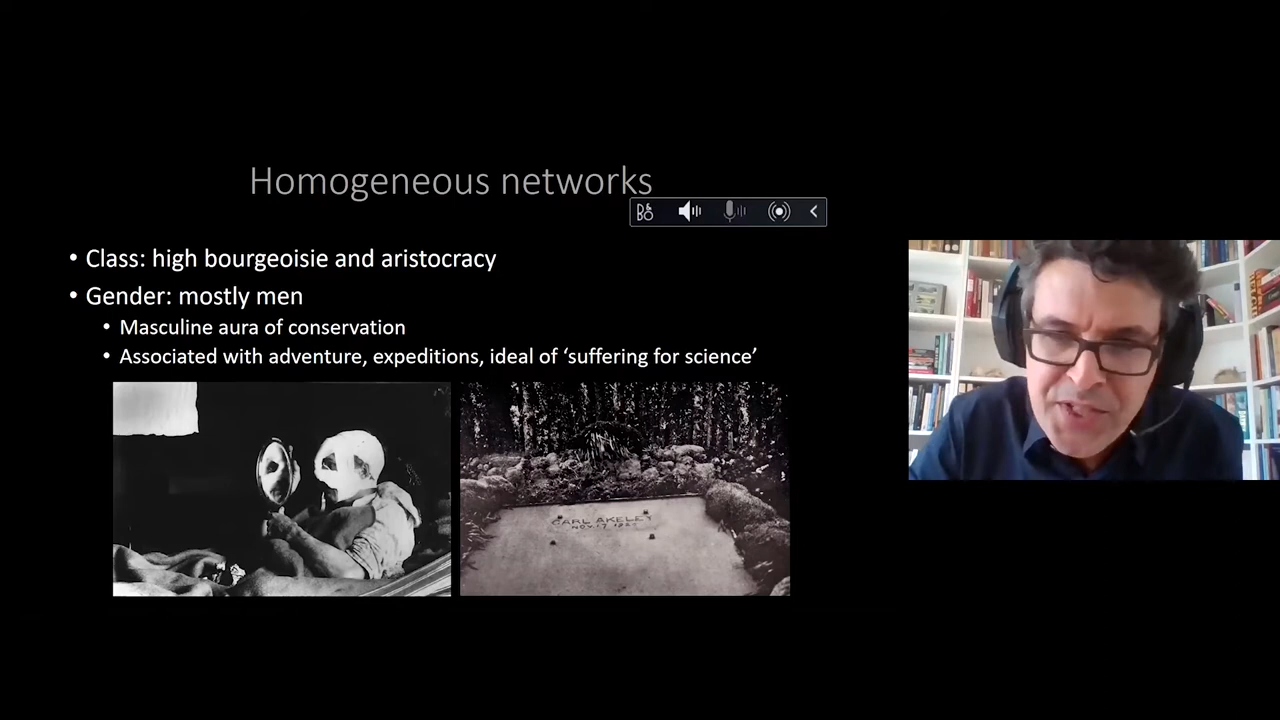 Homogeneous networks
• Class: high bourgeoisie and aristocracy
• Gender: mostly men
• Masculine aura of conservation
• Associated with adventure, expeditions, ideal of ‘suffering for science’
CARL AKELEY